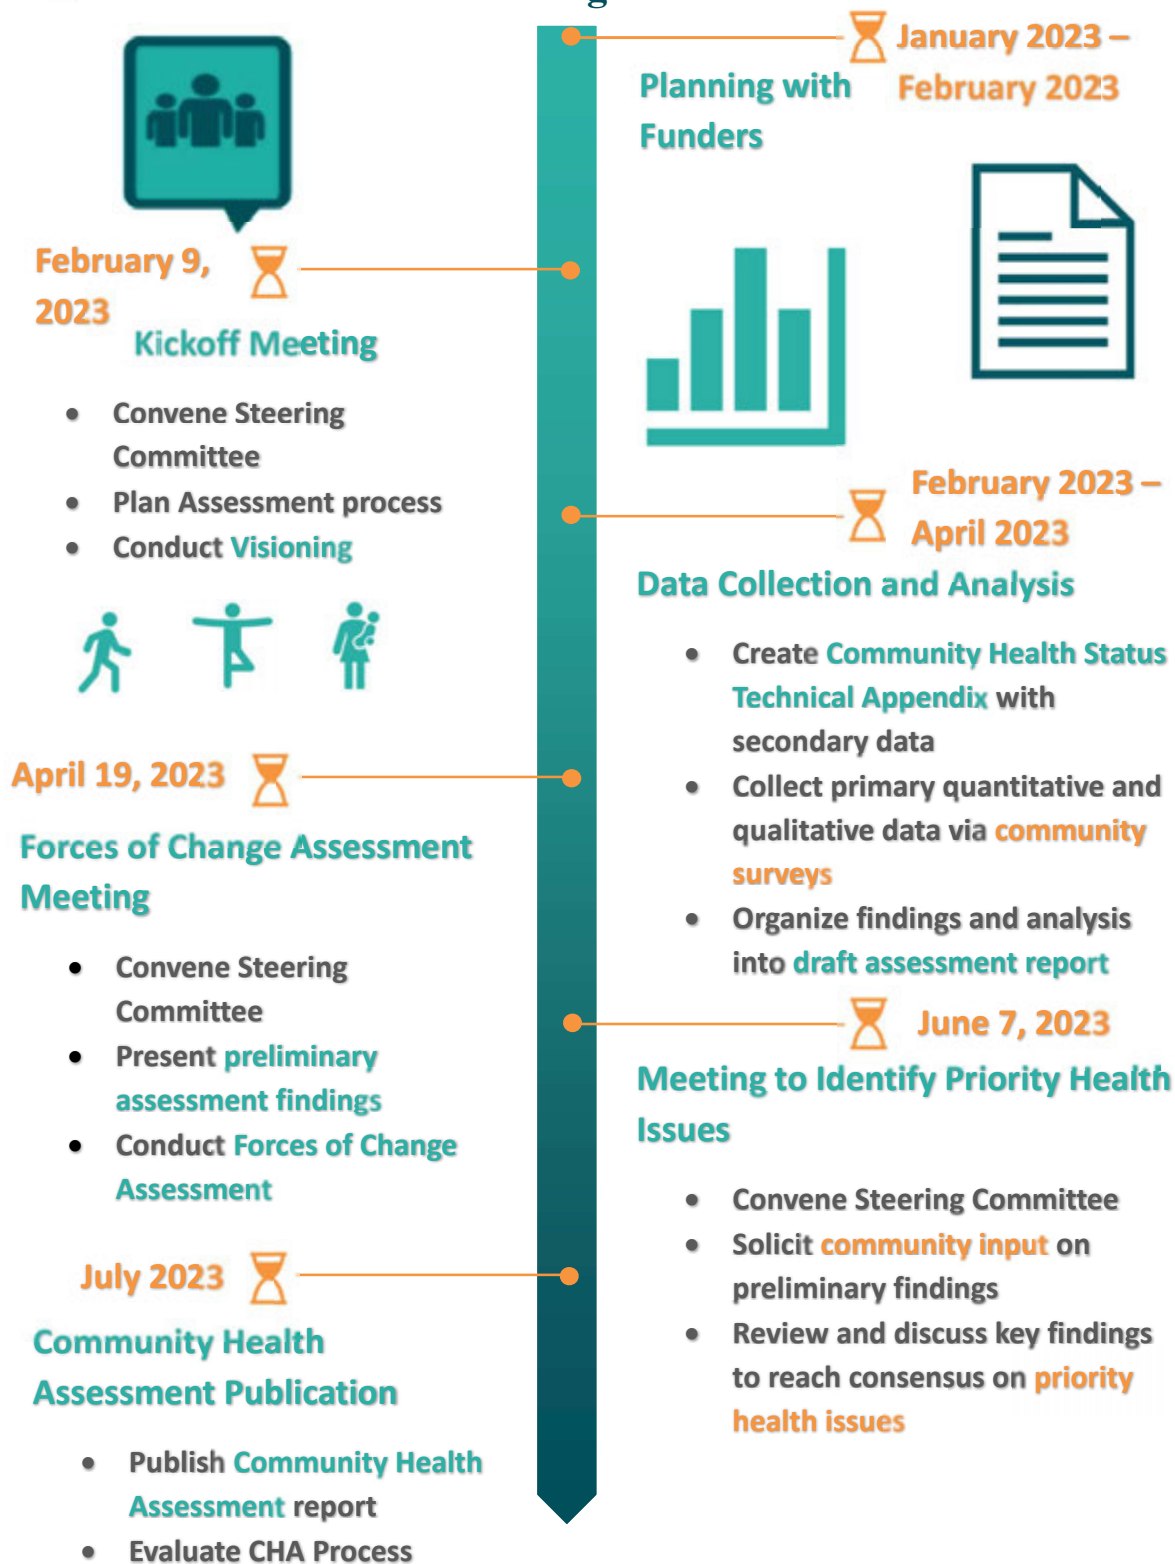 January 2023 –
February 2023
Planning with
Funders
February 9,
2023
Kickoff Meeting
• Convene Steering
Committee
• Plan Assessment process
• Conduct Visioning
February 2023 –
April 2023
Data Collection and Analysis
• Create Community Health Status
Technical Appendix with
secondary data
• Collect primary quantitative and
qualitative data via community
surveys
• Organize findings and analysis
into draft assessment report
April 19, 2023
Forces of Change Assessment
Meeting
• Convene Steering
Committee
• Present preliminary
assessment findings
• Conduct Forces of Change
Assessment
June 7, 2023
Meeting to Identify Priority Health
Issues
• Convene Steering Committee
• Solicit community input on
preliminary findings
• Review and discuss key findings
to reach consensus on priority
health issues
July 2023
Community Health
Assessment Publication
• Publish Community Health
Assessment report
• Evaluate CHA Process